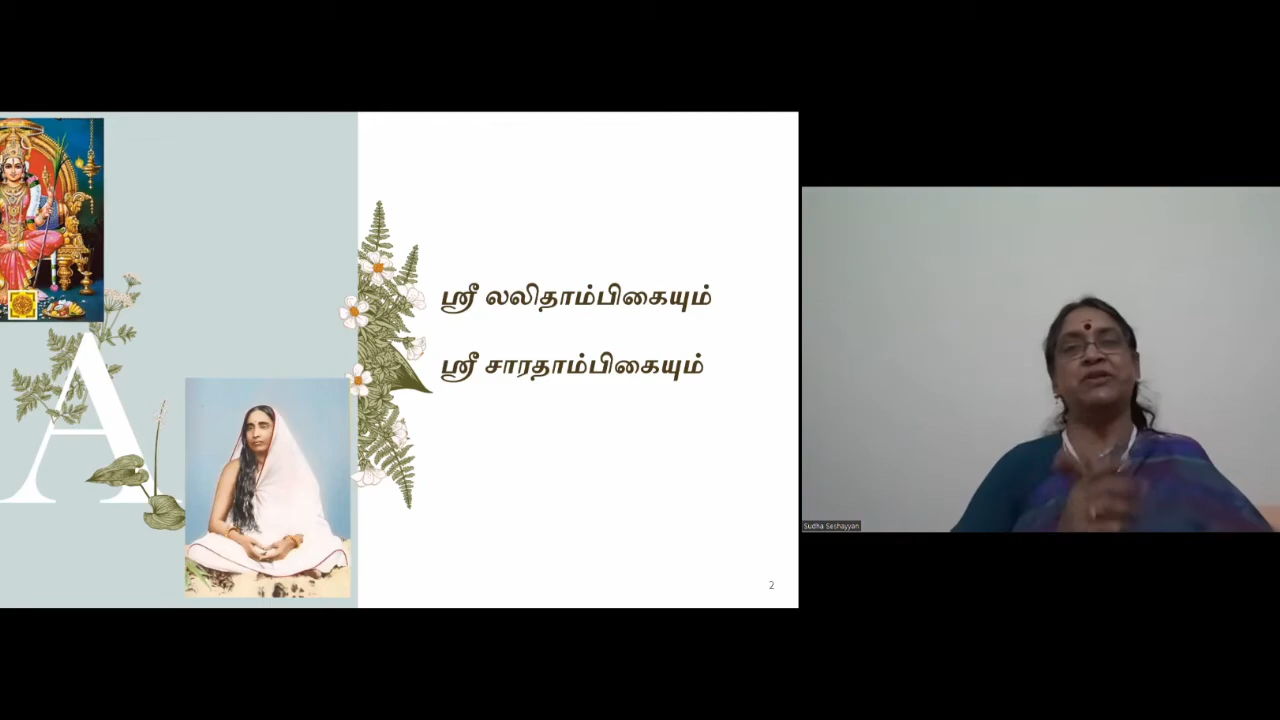 ஸ்ரீ லலிதாம்பிகையும்
ஸ்ரீ சாரதாம்பிகையும்
A
2
Sudha Seshayyan